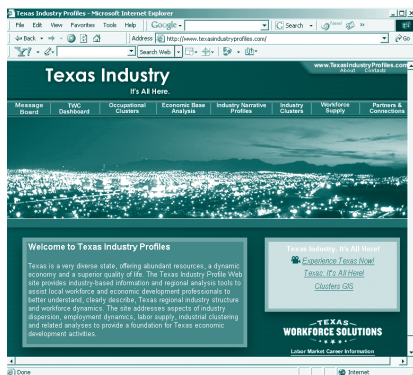 Texas Industry Profiles - Microsoft Internet Explorer
File Edit View Favorites Tools Help Google - Search
Back Address http://www.texasindustryprofiles.com/ Go
Search Web
www.TexasIndustryProfiles.com
About Contacts
Texas Industry
It's All Here.
Message Board
TWC Dashboard
Occupational Clusters
Economic Base Analysis
Industry Narrative Profiles
Industry Clusters
Workforce Supply
Partners & Connections
Welcome to Texas Industry Profiles
Texas is a very diverse state, offering abundant resources, a dynamic
economy and a superior quality of life. The Texas Industry Profile Web
site provides industry-based information and regional analysis tools to
assist local workforce and economic development professionals to
better understand, clearly describe, Texas regional industry structure
and workforce dynamics. The site addresses aspects of industry
dispersion, employment dynamics, labor supply, industrial clustering
and related analyses to provide a foundation for Texas economic
development activities.
Texas Industry. It's All Here!
Experience Texas Now!
Texas: It's All Here!
Clusters GIS
TEXAS
WORKFORCE SOLUTIONS
Labor Market Career Information
Done
Internet